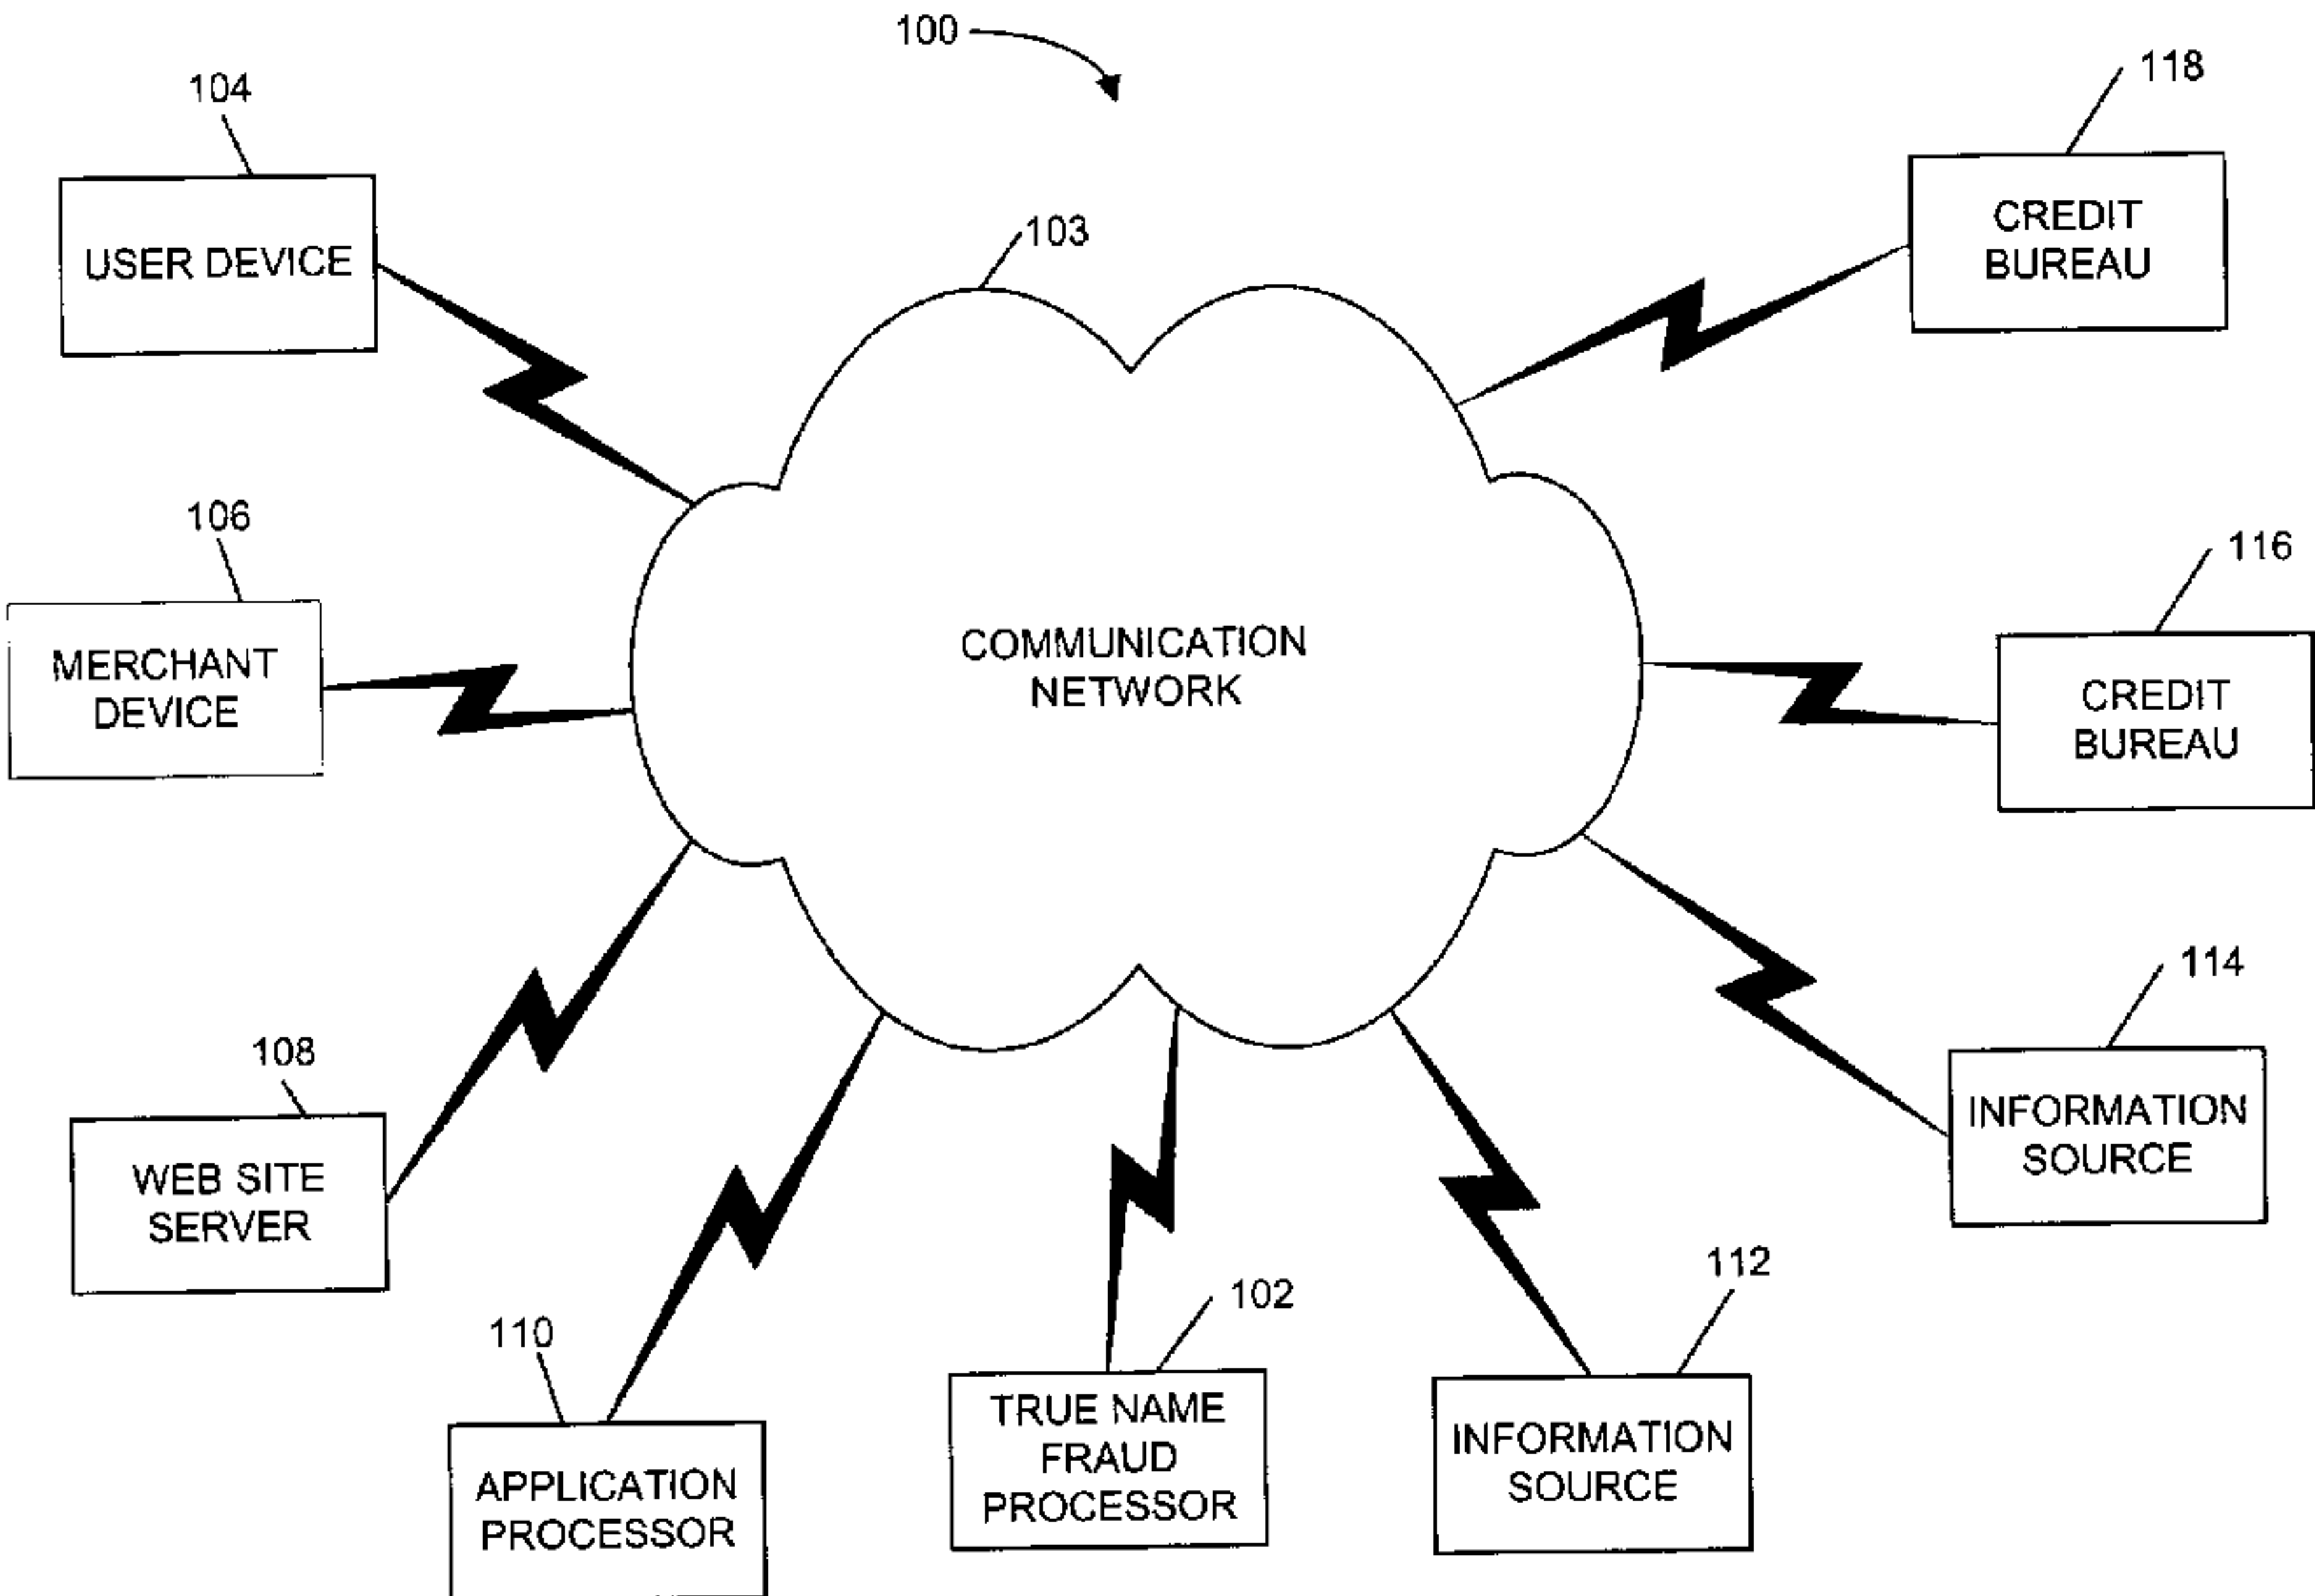 100
104
118
USER DEVICE
CREDIT
BUREAU
103
106
116
MERCHANT
DEVICE
COMMUNICATION
NETWORK
CREDIT
BUREAU
108
114
WEB SITE
SERVER
INFORMATION
SOURCE
110
102
112
APPLICATION
PROCESSOR
TRUE NAME
FRAUD
PROCESSOR
INFORMATION
SOURCE